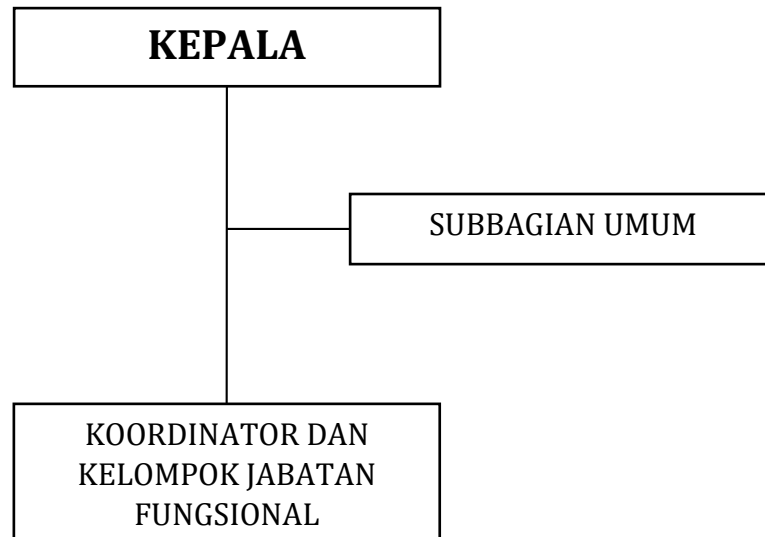 KEPALA
SUBBAGIAN UMUM
KOORDINATOR DAN
KELOMPOK JABATAN
FUNGSIONAL